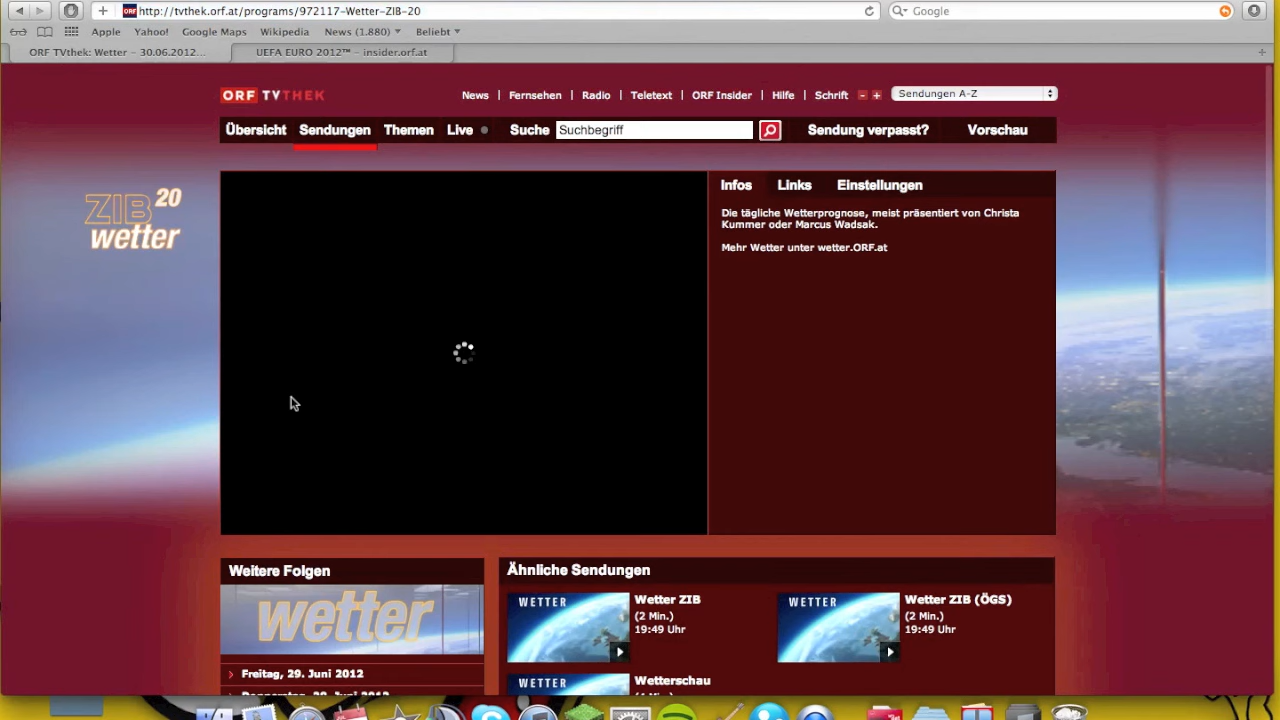 http://tvthek.orf.at/programs/972117-Wetter-ZIB-20
Google
Apple Yahoo! Google Maps Wikipedia News (1.880) Beliebt
ORF TVthek: Wetter – 30.06.2012...
UEFA EURO 2012™ – insider.orf.at
ORF TVTHEK
News | Fernsehen | Radio | Teletext | ORF Insider | Hilfe | Schrift - +
Sendungen A-Z
Übersicht Sendungen Themen Live Suche Suchbegriff Sendung verpasst? Vorschau
ZIB 20
wetter
Infos Links Einstellungen
Die tägliche Wetterprognose, meist präsentiert von Christa
Kummer oder Marcus Wadsak.
Mehr Wetter unter wetter.ORF.at
Weitere Folgen
wetter
Freitag, 29. Juni 2012
Donnerstag, 28. Juni 2012
Ähnliche Sendungen
WETTER
Wetter ZIB
(2 Min.)
19:49 Uhr
WETTER
Wetter ZIB (ÖGS)
(2 Min.)
19:49 Uhr
WETTER
Wetterschau